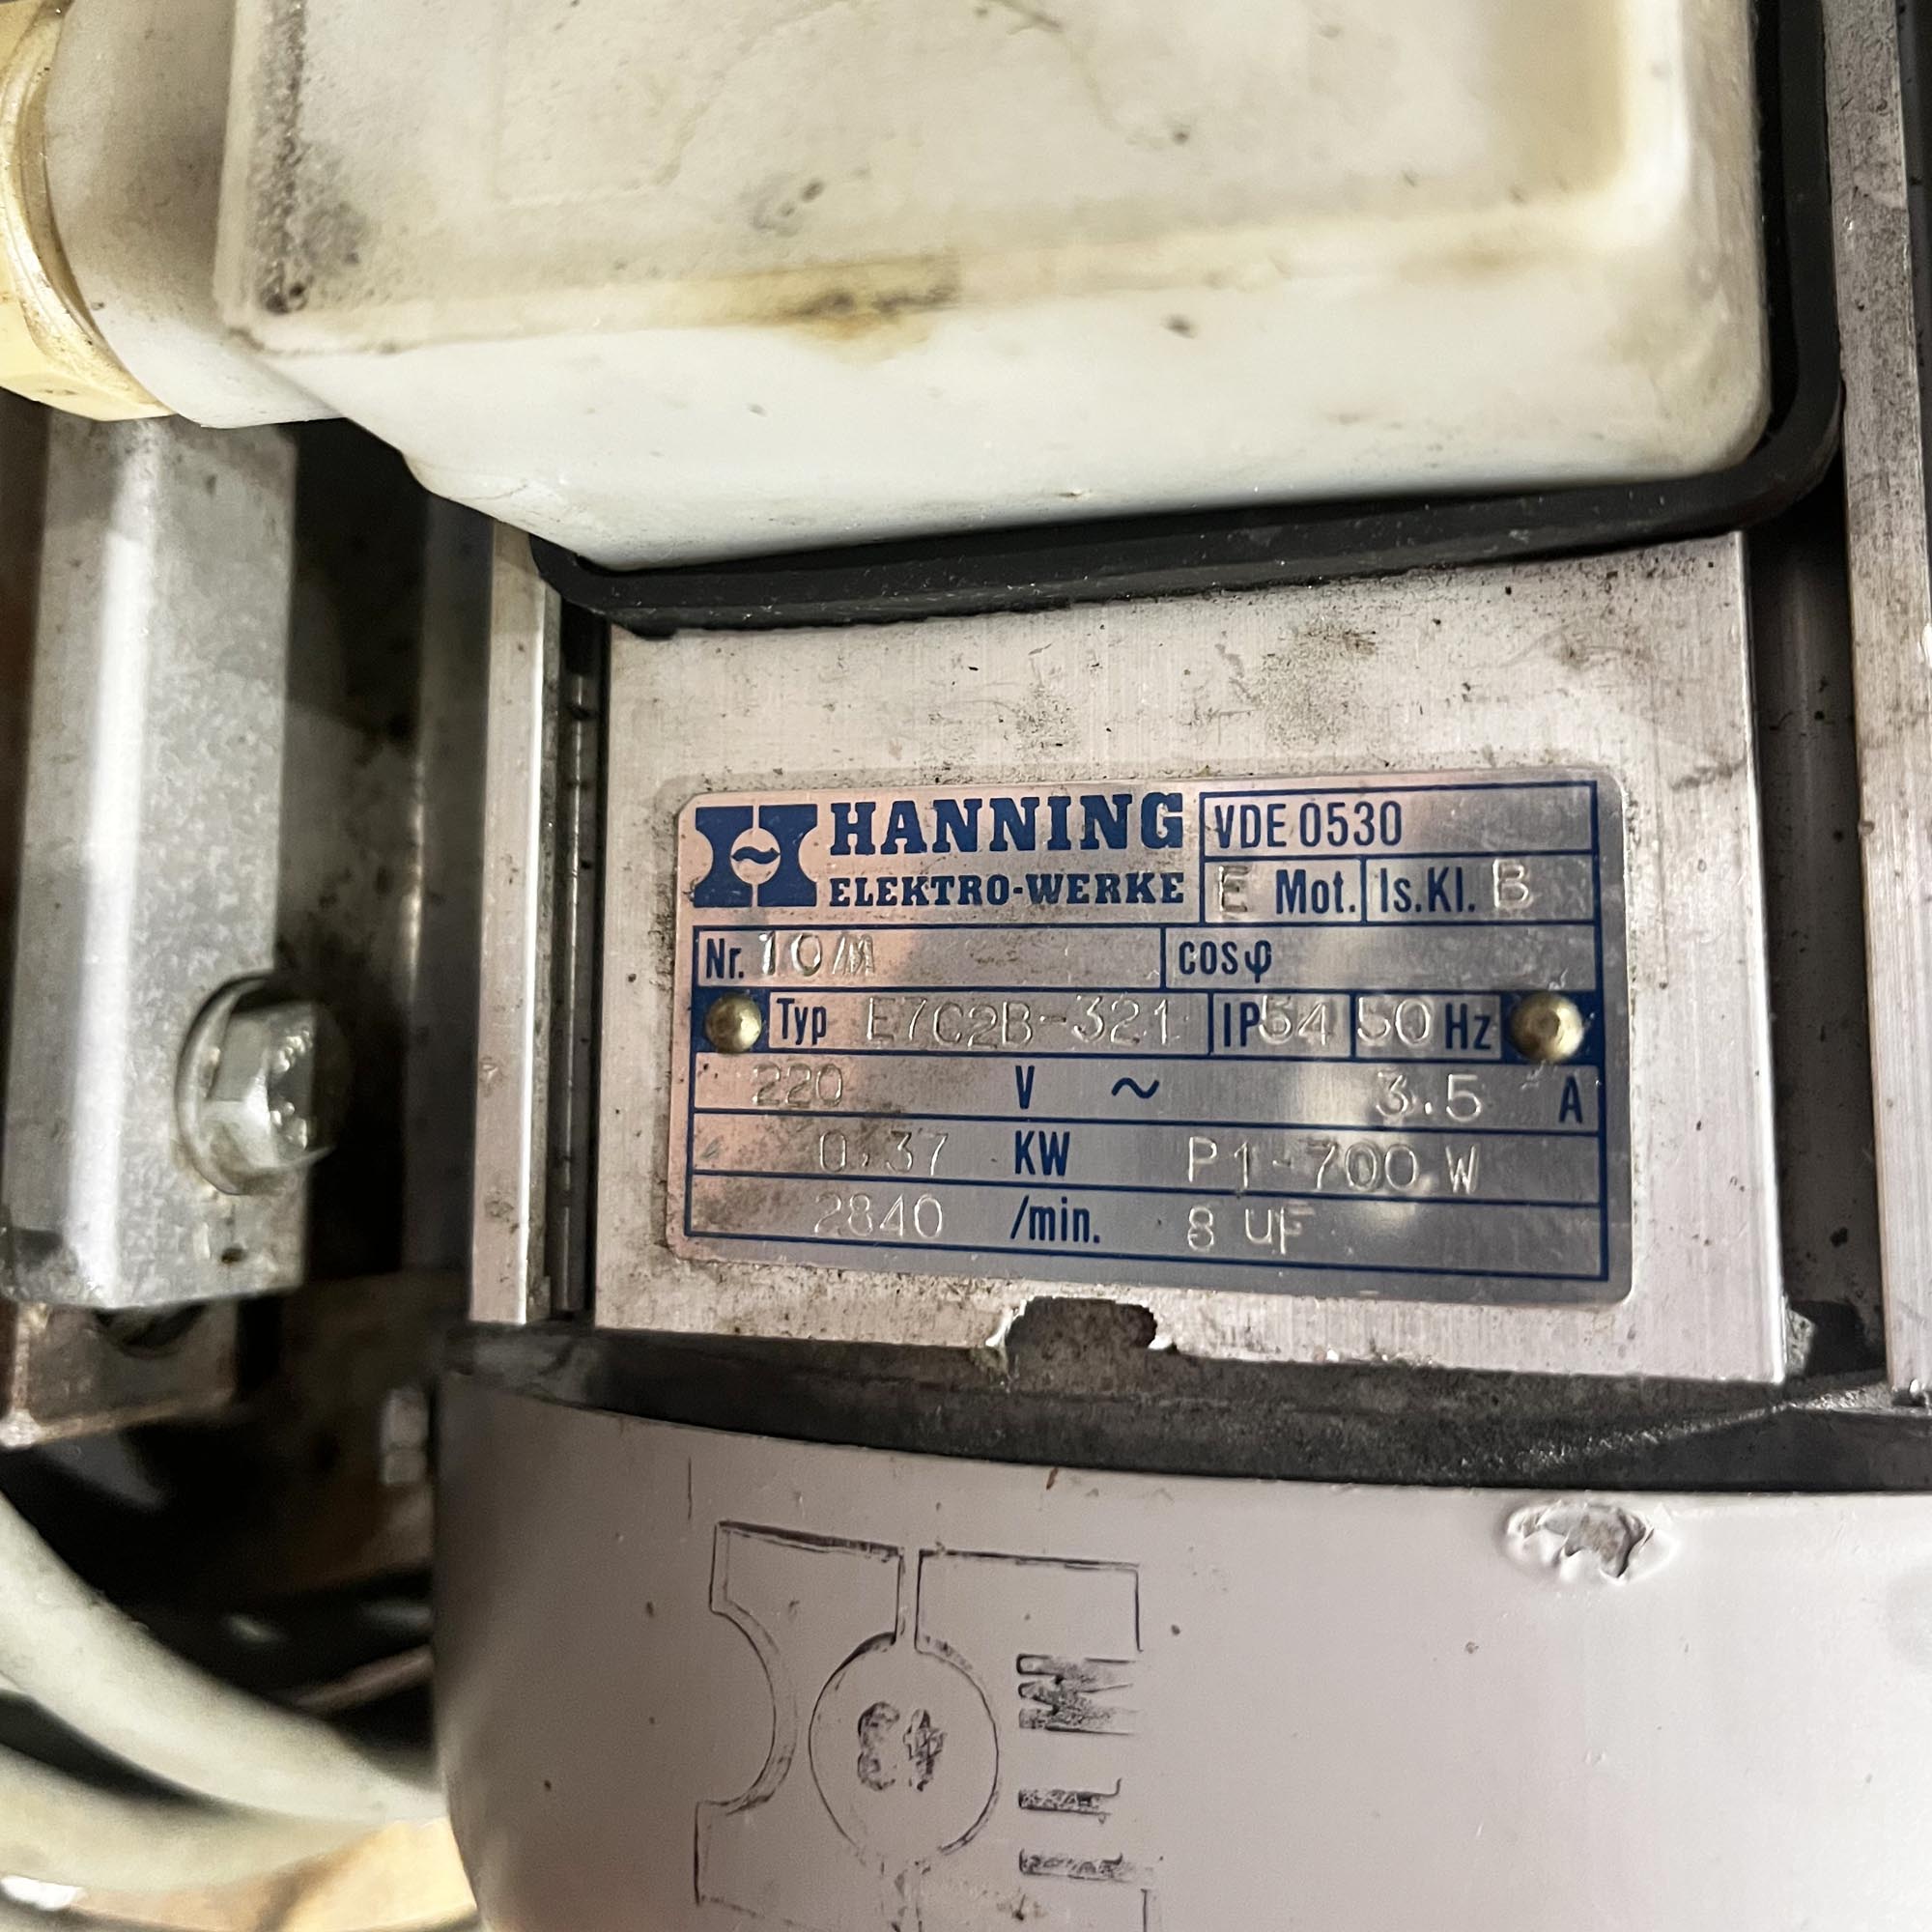 HANNING
ELEKTRO-WERKE
VDE 0530
E Mot. Is.Kl. B
Nr. 10/M cosφ
Typ E7C2B-321 IP54 50 Hz
220 V ~ 3.5 A
0,37 KW P1-700 W
2840 /min. 8 uF